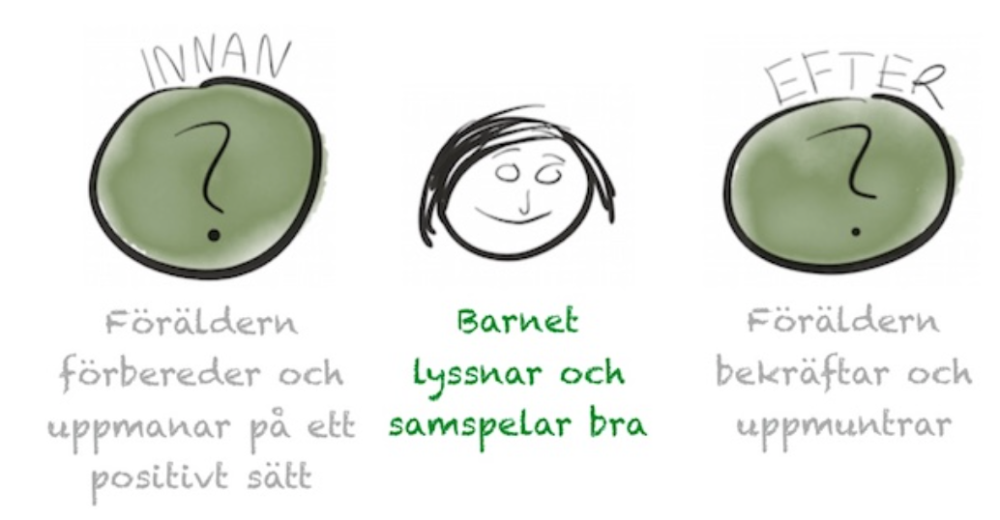 INNAN
?
Föräldern
förbereder och
uppmanar på ett
positivt sätt
Barnet
lyssnar och
samspelar bra
EFTER
?
Föräldern
bekräftar och
uppmuntrar